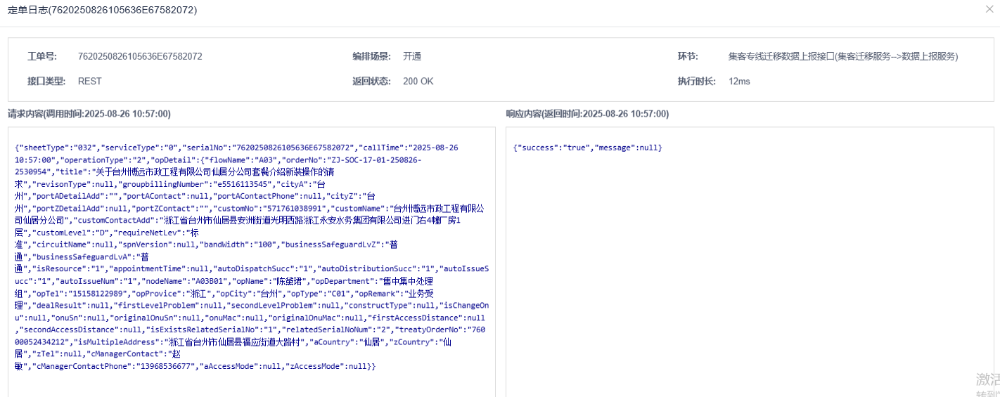 定单日志(7620250826105636E67582072)
工单号: 7620250826105636E67582072 编排场景: 开通 环节: 集客专线迁移数据上报接口(集客迁移服务-->数据上报服务)
接口类型: REST 返回状态: 200 OK 执行时长: 12ms
请求内容(调用时间:2025-08-26 10:57:00)
{"sheetType":"032","serviceType":"0","serialNo":"7620250826105636E67582072","callTime":"2025-08-26
10:57:00","operationType":"2","opDetail":{"flowName":"A03","orderNo":"ZJ-SOC-17-01-250826-
2530954","title":"关于台州博远市政工程有限公司仙居分公司套餐介绍新装操作的请
求","revisonType":null,"groupbillingNumber":"e5516113545","cityA":"台
州","portADetailAdd":"","portAContact":null,"portAContactPhone":null,"cityZ":"台
州","portZDetailAdd":null,"portZContact":"","customNo":"571761038991","customName":"台州博远市政工程有限公
司仙居分公司","customContactAdd":"浙江省台州市仙居县安洲街道光明西路浙江永安水务集团有限公司进门右4幢厂房1
层","customLevel":"D","requireNetLev":"标
准","circuitName":null,"spnVersion":null,"bandWidth":"100","businessSafeguardLvZ":"普
通","businessSafeguardLvA":"普
通","isResource":"1","appointmentTime":null,"autoDispatchSucc":"1","autoDistributionSucc":"1","autoIssueS
ucc":"1","autoIssueNum":"1","nodeName":"A03B01","opName":"陈黛珺","opDepartment":"售中集中处理
组","opTel":"15158122989","opProvice":"浙江","opCity":"台州","opType":"C01","opRemark":"业务受
理","dealResult":null,"firstLevelProblem":null,"secondLevelProblem":null,"constructType":null,"isChangeOn
u":null,"onuSn":null,"originalOnuSn":null,"onuMac":null,"originalOnuMac":null,"firstAccessDistance":null
,"secondAccessDistance":null,"isExistsRelatedSerialNo":"1","relatedSerialNoNum":"2","treatyOrderNo":"760
00052434212","isMultipleAddress":"浙江省台州市仙居县福应街道大路村","aCountry":"仙居","zCountry":"仙
居","zTel":null,"cManagerContact":"赵
敏","cManagerContactPhone":"13968536677","aAccessMode":null,"zAccessMode":null}}
响应内容(返回时间:2025-08-26 10:57:00)
{"success":"true","message":null}
激活